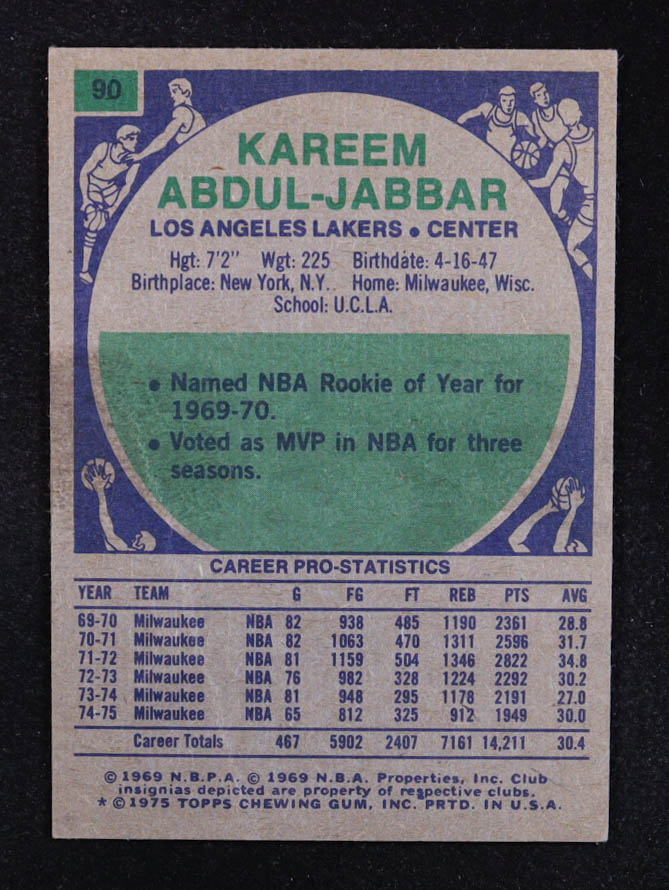 90
KAREEM
ABDUL-JABBAR
LOS ANGELES LAKERS • CENTER
Hgt: 7'2" Wgt: 225 Birthdate: 4-16-47
Birthplace: New York, N.Y. Home: Milwaukee, Wisc.
School: U.C.L.A.
• Named NBA Rookie of Year for
1969-70.
• Voted as MVP in NBA for three
seasons.
CAREER PRO-STATISTICS
YEAR TEAM G FG FT REB PTS AVG
69-70 Milwaukee NBA 82 938 485 1190 2361 28.8
70-71 Milwaukee NBA 82 1063 470 1311 2596 31.7
71-72 Milwaukee NBA 81 1159 504 1346 2822 34.8
72-73 Milwaukee NBA 76 982 328 1224 2292 30.2
73-74 Milwaukee NBA 81 948 295 1178 2191 27.0
74-75 Milwaukee NBA 65 812 325 912 1949 30.0
Career Totals 467 5902 2407 7161 14,211 30.4
© 1969 N.B.P.A. © 1969 N.B.A. Properties, Inc. Club
insignias depicted are property of respective clubs.
* © 1975 TOPPS CHEWING GUM, INC. PRTD. IN U.S.A.